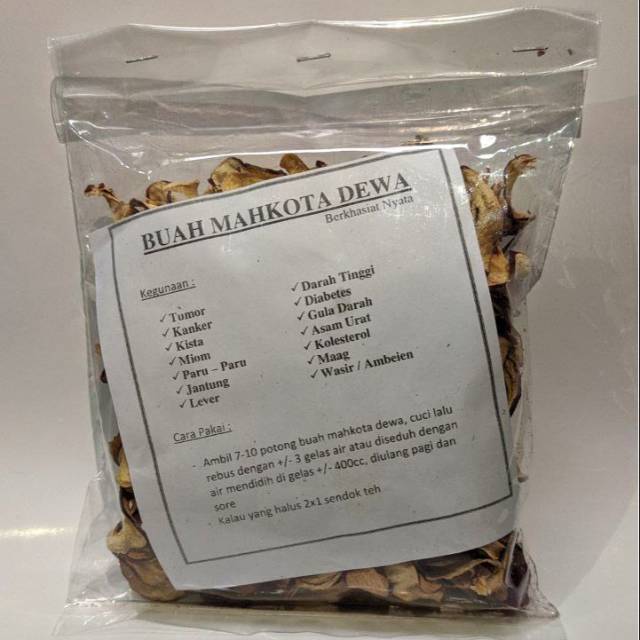 BUAH MAHKOTA DEWA
Berkhasiat Nyata
Kegunaan :
✓ Tumor
✓ Kanker
✓ Kista
✓ Miom
✓ Paru – Paru
✓ Jantung
✓ Lever
✓ Darah Tinggi
✓ Diabetes
✓ Gula Darah
✓ Asam Urat
✓ Kolesterol
✓ Maag
✓ Wasir / Ambeien
Cara Pakai :
- Ambil 7-10 potong buah mahkota dewa, cuci lalu
rebus dengan +/- 3 gelas air atau diseduh dengan
air mendidih di gelas +/- 400cc, diulang pagi dan
sore
- Kalau yang halus 2x1 sendok teh